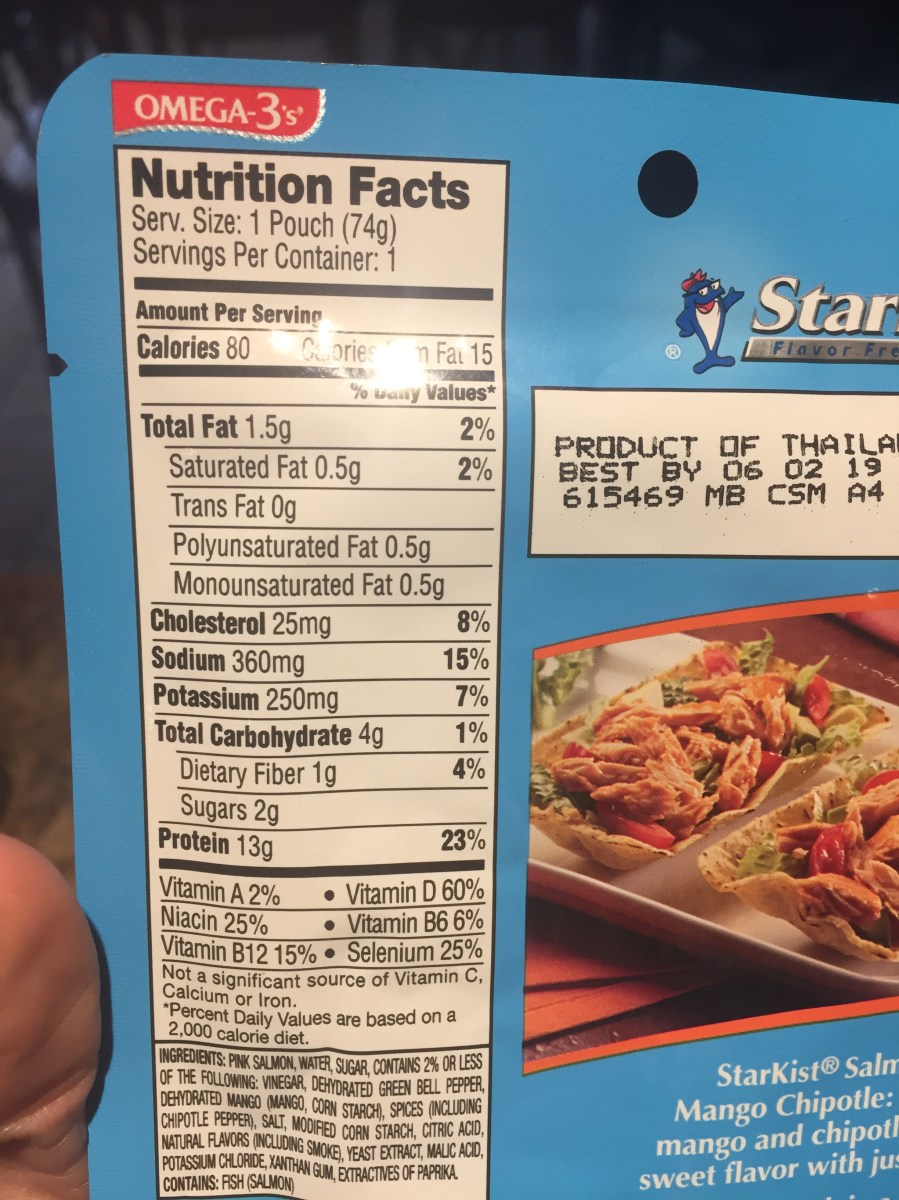 OMEGA-3's*
Nutrition Facts
Serv. Size: 1 Pouch (74g)
Servings Per Container: 1
Amount Per Serving
Calories 80 Calories Fat 15
% Daily Values*
Total Fat 1.5g 2%
Saturated Fat 0.5g 2%
Trans Fat 0g
Polyunsaturated Fat 0.5g
Monounsaturated Fat 0.5g
Cholesterol 25mg 8%
Sodium 360mg 15%
Potassium 250mg 7%
Total Carbohydrate 4g 1%
Dietary Fiber 1g 4%
Sugars 2g
Protein 13g 23%
Vitamin A 2% • Vitamin D 60%
Niacin 25% • Vitamin B6 6%
Vitamin B12 15% • Selenium 25%
Not a significant source of Vitamin C,
Calcium or Iron.
*Percent Daily Values are based on a
2,000 calorie diet.
INGREDIENTS: PINK SALMON, WATER, SUGAR, CONTAINS 2% OR LESS
OF THE FOLLOWING: VINEGAR, DEHYDRATED GREEN BELL PEPPER,
DEHYDRATED MANGO (MANGO, CORN STARCH), SPICES (INCLUDING
CHIPOTLE PEPPER), SALT, MODIFIED CORN STARCH, CITRIC ACID,
NATURAL FLAVORS (INCLUDING SMOKE), YEAST EXTRACT, MALIC ACID,
POTASSIUM CHLORIDE, XANTHAN GUM, EXTRACTIVES OF PAPRIKA.
CONTAINS: FISH (SALMON)
® Star
Flavor Fre
PRODUCT OF THAILA
BEST BY 06 02 19
615469 MB CSM A4
StarKist® Salm
Mango Chipotle:
mango and chipotl
sweet flavor with jus